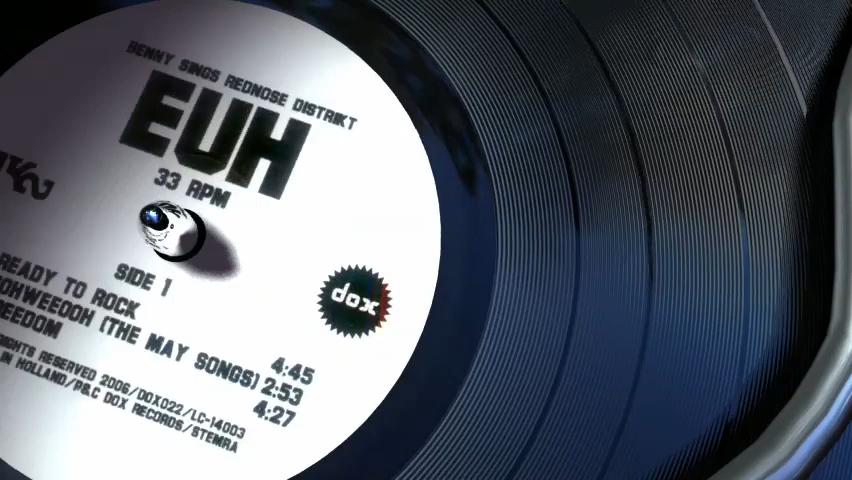 BENNY SINGS REDNOSE DISTRIKT
EUH
33 RPM
SIDE 1
READY TO ROCK
OHWEEOOH (THE MAY SONGS)
REEDOM
dox
4:45
2:53
4:27
RIGHTS RESERVED 2006/DOX022/LC-14003
IN HOLLAND/P&C DOX RECORDS/STEMRA